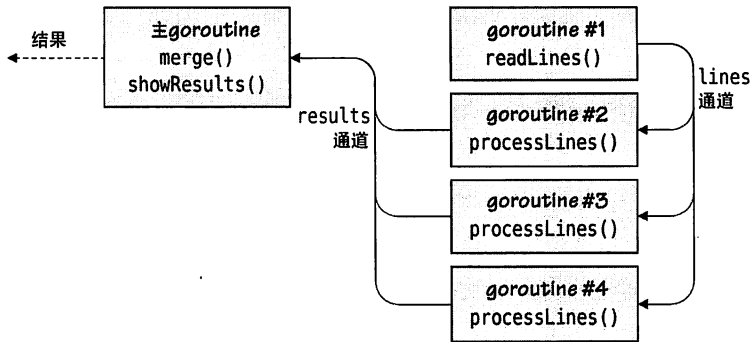 结果
主goroutine
merge()
showResults()
results
通道
goroutine #1
readLines()
lines
通道
goroutine #2
processLines()
goroutine #3
processLines()
goroutine #4
processLines()